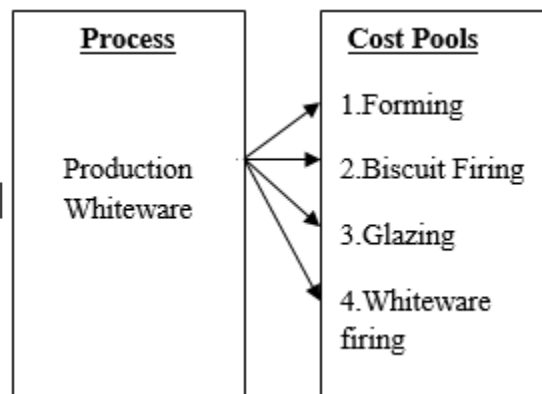 Process
Production
Whiteware
Cost Pools
1.Forming
2.Biscuit Firing
3.Glazing
4.Whiteware
firing